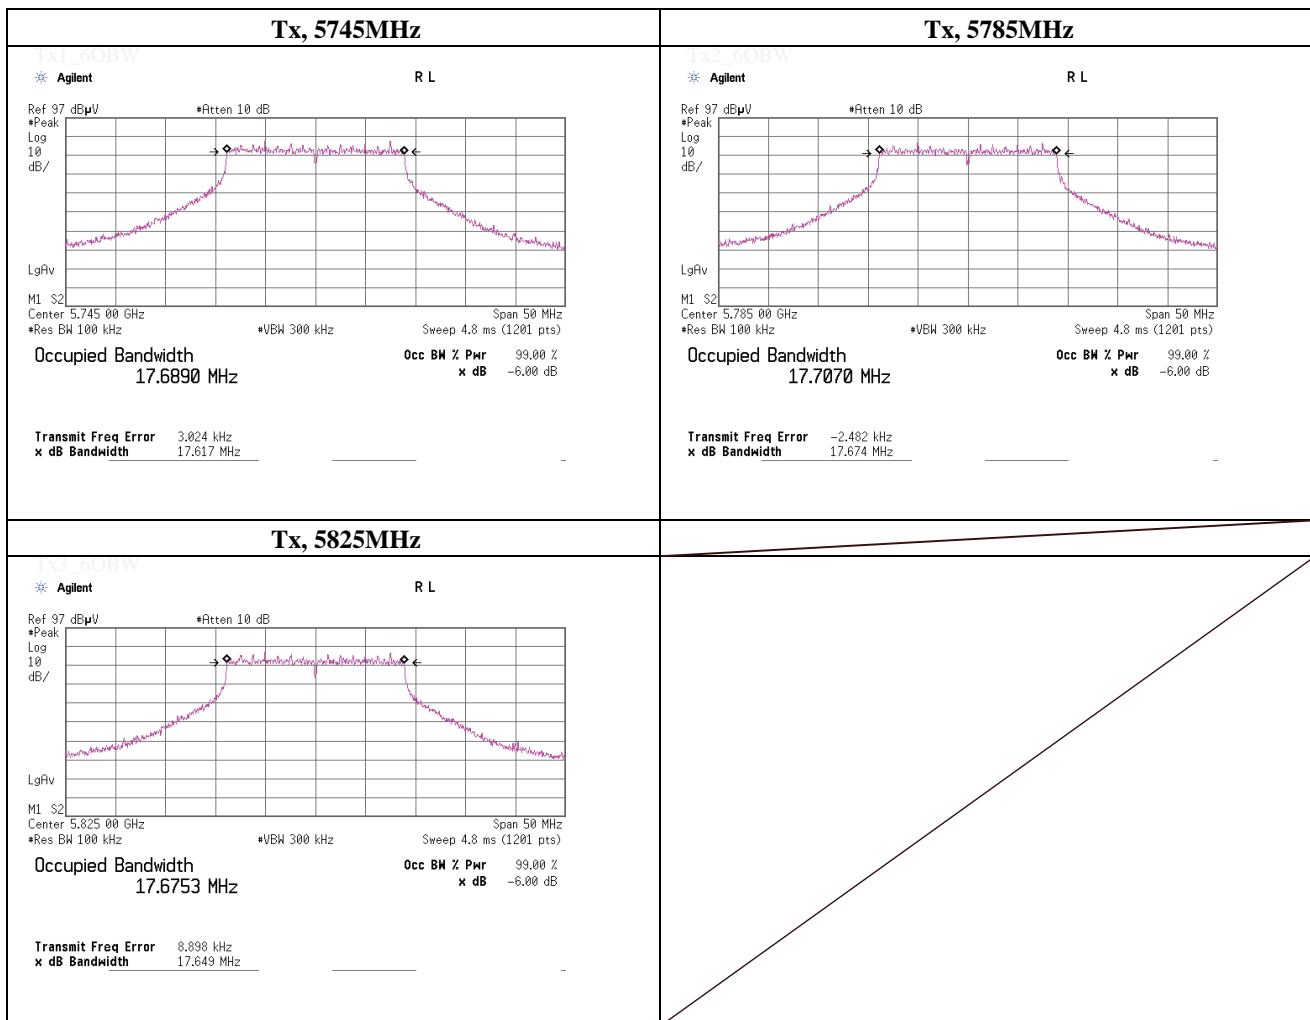 Tx, 5745MHz
Tx1_6OBW
Agilent R L
Ref 97 dBµV #Atten 10 dB
#Peak
Log
10
dB/
LgAv
M1 S2
Center 5.745 00 GHz Span 50 MHz
#Res BW 100 kHz #VBW 300 kHz Sweep 4.8 ms (1201 pts)
Occupied Bandwidth Occ BW % Pwr 99.00 %
17.6890 MHz x dB -6.00 dB
Transmit Freq Error 3.024 kHz
x dB Bandwidth 17.617 MHz
Tx, 5785MHz
Tx2_6OBW
Agilent R L
Ref 97 dBµV #Atten 10 dB
#Peak
Log
10
dB/
LgAv
M1 S2
Center 5.785 00 GHz Span 50 MHz
#Res BW 100 kHz #VBW 300 kHz Sweep 4.8 ms (1201 pts)
Occupied Bandwidth Occ BW % Pwr 99.00 %
17.7070 MHz x dB -6.00 dB
Transmit Freq Error -2.482 kHz
x dB Bandwidth 17.674 MHz
Tx, 5825MHz
Tx3_6OBW
Agilent R L
Ref 97 dBµV #Atten 10 dB
#Peak
Log
10
dB/
LgAv
M1 S2
Center 5.825 00 GHz Span 50 MHz
#Res BW 100 kHz #VBW 300 kHz Sweep 4.8 ms (1201 pts)
Occupied Bandwidth Occ BW % Pwr 99.00 %
17.6753 MHz x dB -6.00 dB
Transmit Freq Error 8.898 kHz
x dB Bandwidth 17.649 MHz